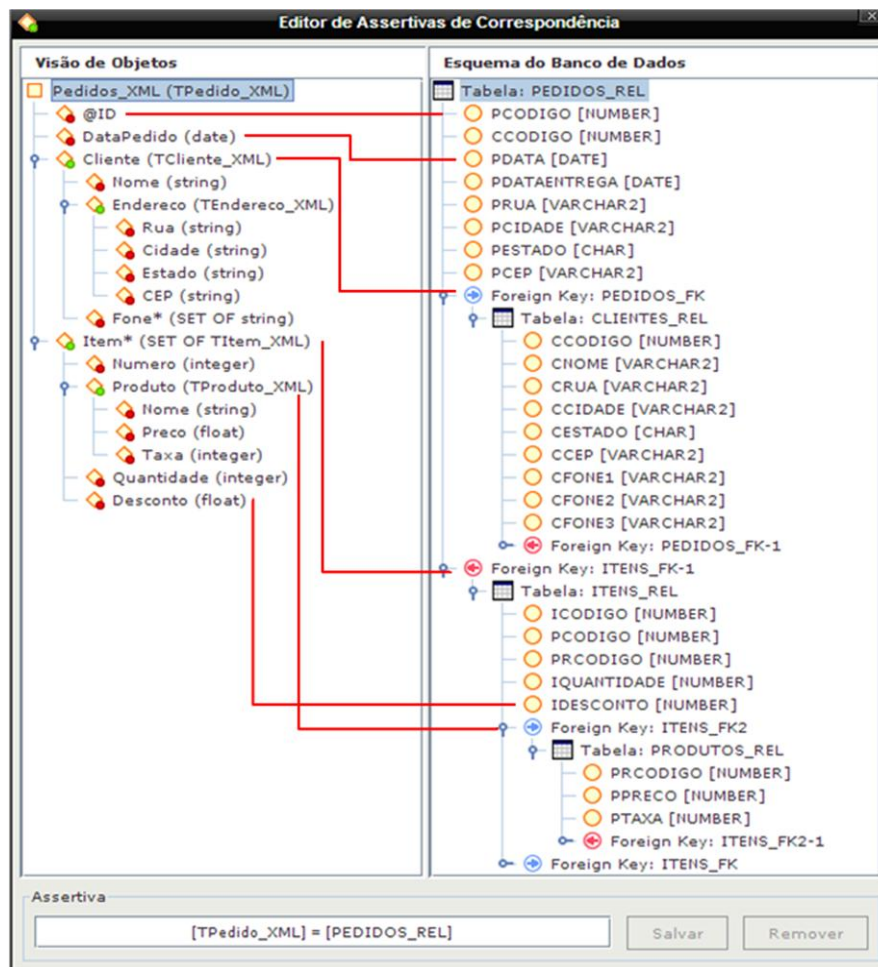 Editor de Assertivas de Correspondência
Visão de Objetos
Pedidos_XML (TPedido_XML)
@ID
DataPedido (date)
Cliente (TCliente_XML)
Nome (string)
Endereco (TEndereco_XML)
Rua (string)
Cidade (string)
Estado (string)
CEP (string)
Fone* (SET OF string)
Item* (SET OF TItem_XML)
Numero (integer)
Produto (TProduto_XML)
Nome (string)
Preco (float)
Taxa (integer)
Quantidade (integer)
Desconto (float)
Esquema do Banco de Dados
Tabela: PEDIDOS_REL
PCODIGO [NUMBER]
CCODIGO [NUMBER]
PDATA [DATE]
PDATAENTREGA [DATE]
PRUA [VARCHAR2]
PCIDADE [VARCHAR2]
PESTADO [CHAR]
PCEP [VARCHAR2]
Foreign Key: PEDIDOS_FK
Tabela: CLIENTES_REL
CCODIGO [NUMBER]
CNOME [VARCHAR2]
CRUA [VARCHAR2]
CCIDADE [VARCHAR2]
CESTADO [CHAR]
CCEP [VARCHAR2]
CFONE1 [VARCHAR2]
CFONE2 [VARCHAR2]
CFONE3 [VARCHAR2]
Foreign Key: PEDIDOS_FK-1
Foreign Key: ITENS_FK-1
Tabela: ITENS_REL
ICODIGO [NUMBER]
PCODIGO [NUMBER]
PRCODIGO [NUMBER]
IQUANTIDADE [NUMBER]
IDESCONTO [NUMBER]
Foreign Key: ITENS_FK2
Tabela: PRODUTOS_REL
PRCODIGO [NUMBER]
PPRECO [NUMBER]
PTAXA [NUMBER]
Foreign Key: ITENS_FK2-1
Foreign Key: ITENS_FK
Assertiva
[TPedido_XML] = [PEDIDOS_REL]
Salvar
Remover